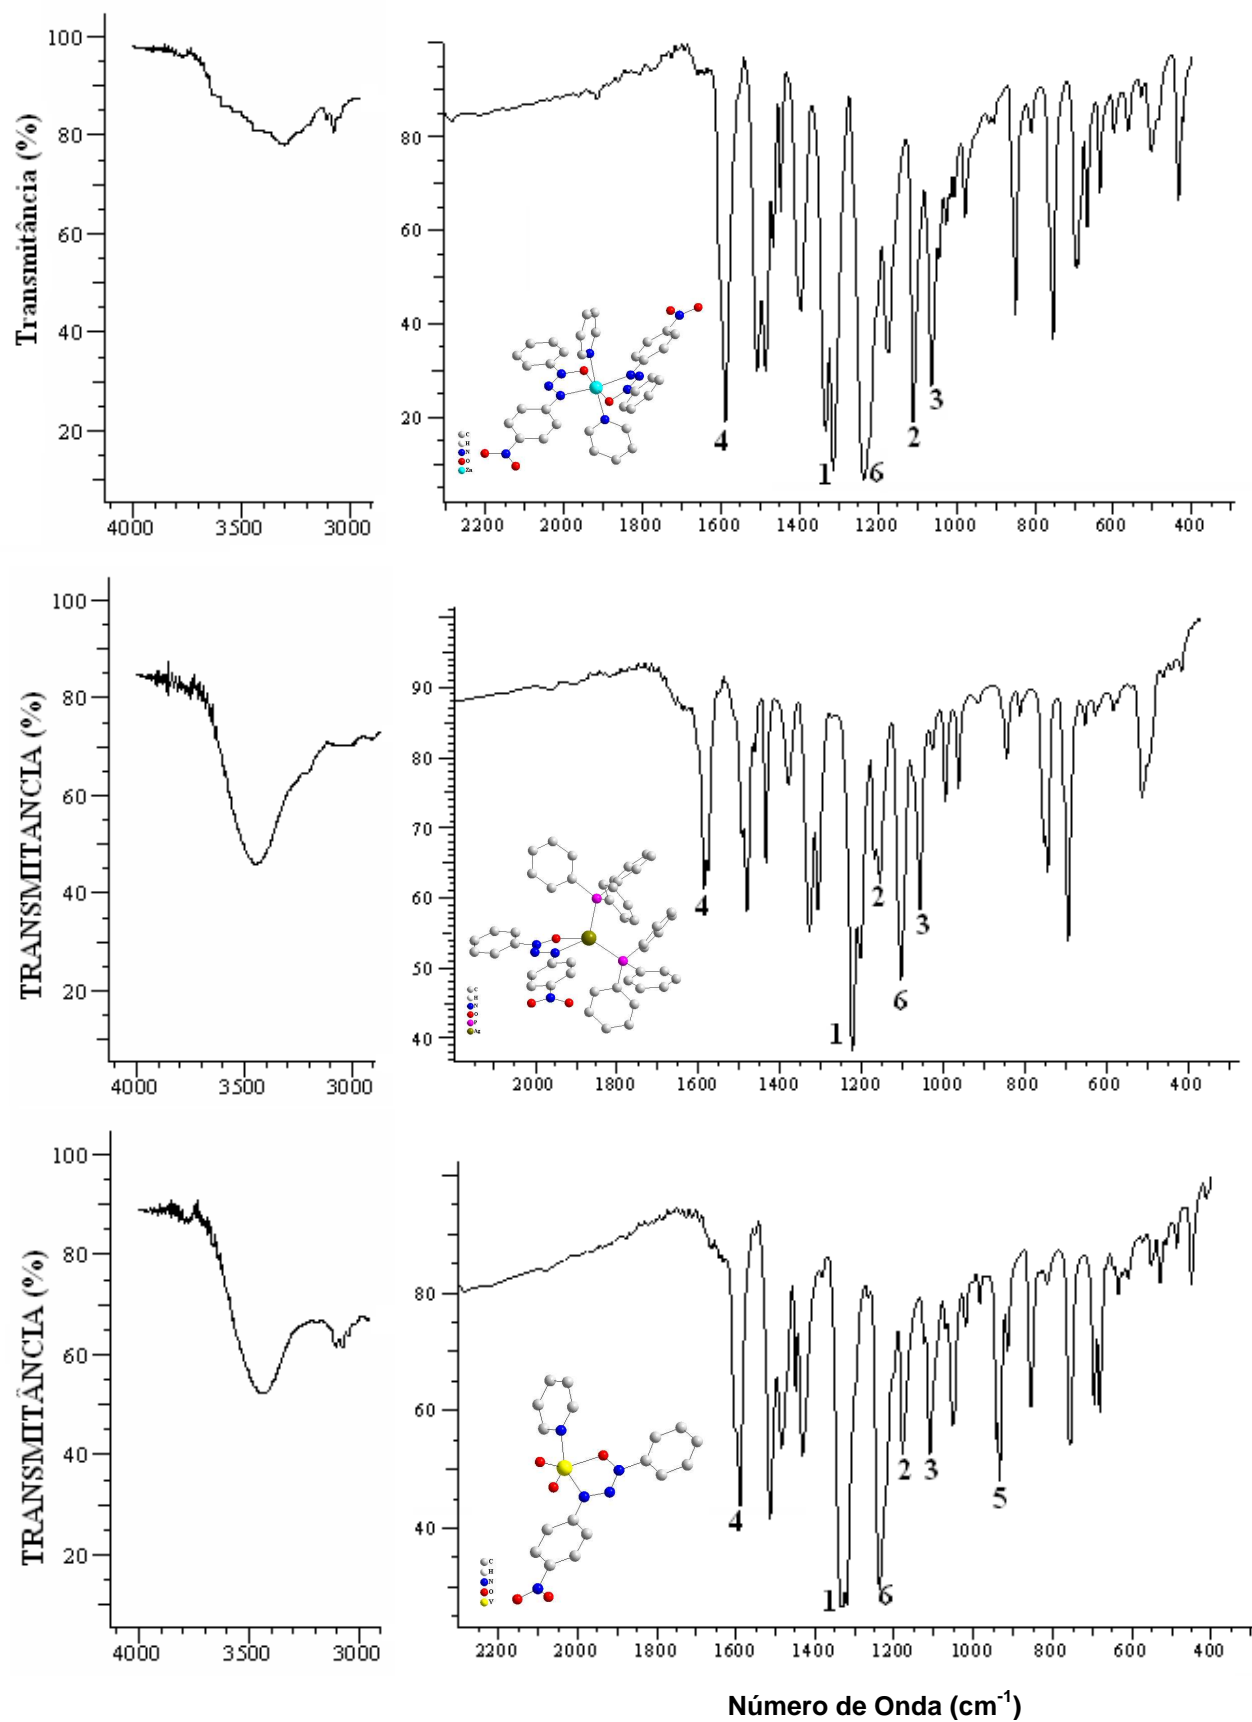 Transmitância (%)
100
80
60
40
20
4000 3500 3000
80
60
40
20
4 1 6 2 3
C
H
N
O
Zn
2200 2000 1800 1600 1400 1200 1000 800 600 400
TRANSMITANCIA (%)
100
80
60
40
20
4000 3500 3000
90
80
70
60
50
40
4 1 2 6 3
C
H
N
O
P
Ag
2000 1800 1600 1400 1200 1000 800 600 400
TRANSMITÂNCIA (%)
100
80
60
40
20
4000 3500 3000
80
60
40
4 1 6 2 3 5
C
H
N
O
V
2200 2000 1800 1600 1400 1200 1000 800 600 400
Número de Onda (cm⁻¹)